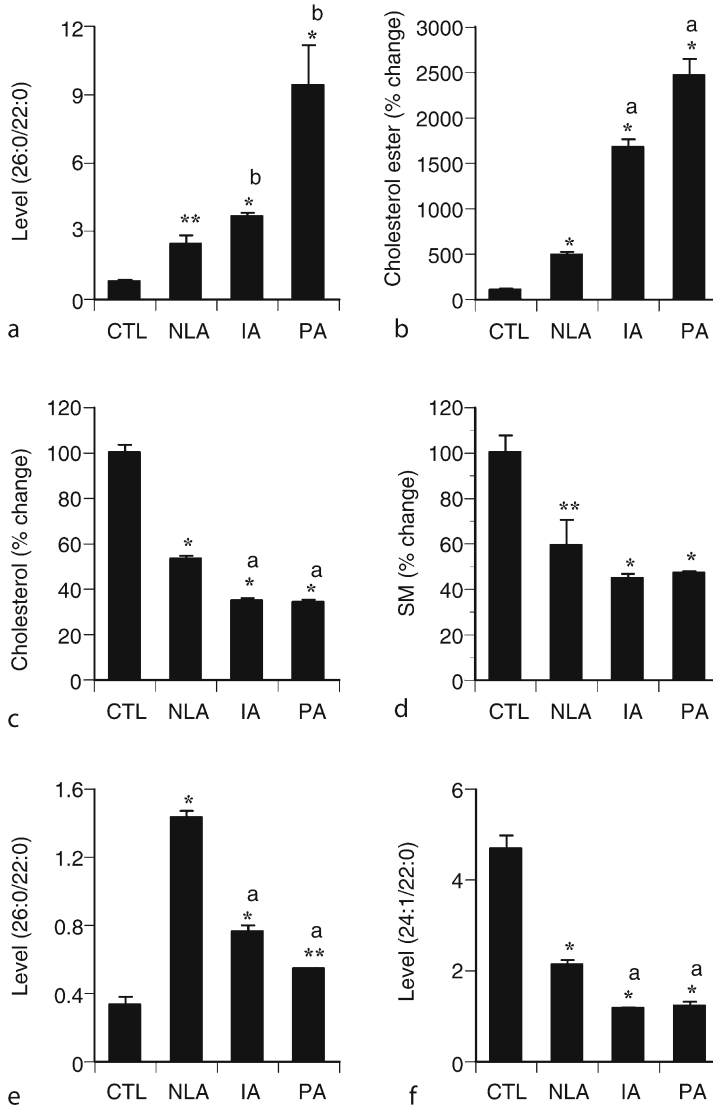 Level (26:0/22:0)
12
9
6
3
0
**
b
*
b
*
CTL NLA IA PA
a
Cholesterol ester (% change)
3000
2500
2000
1500
1000
500
0
*
a
*
a
*
CTL NLA IA PA
b
Cholesterol (% change)
120
100
80
60
40
20
0
*
a
*
a
*
CTL NLA IA PA
c
SM (% change)
120
100
80
60
40
20
0
**
*
*
CTL NLA IA PA
d
Level (26:0/22:0)
1.6
1.2
0.8
0.4
0
*
a
*
a
**
CTL NLA IA PA
e
Level (24:1/22:0)
6
4
2
0
*
a
*
a
*
CTL NLA IA PA
f